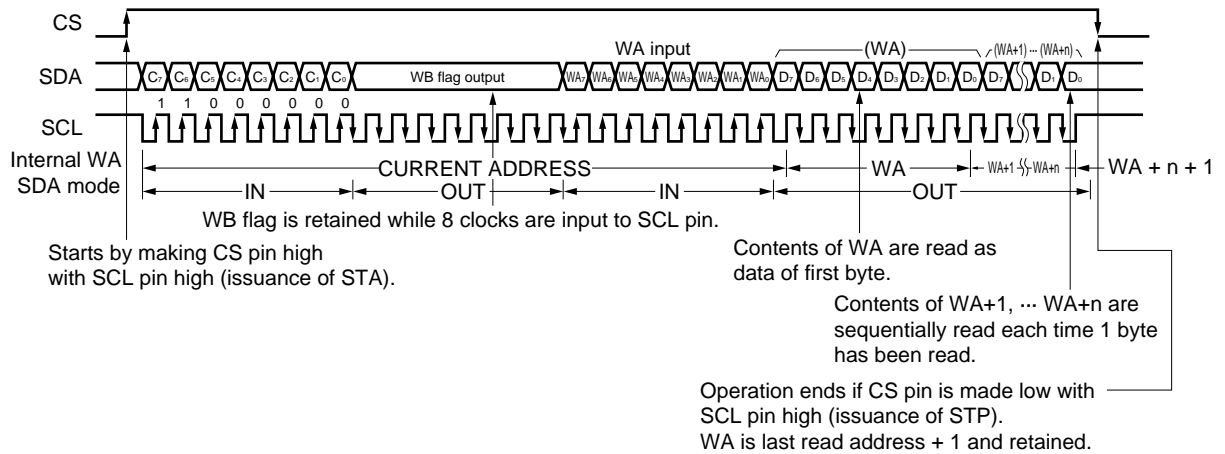 CS
WA input (WA) (WA+1) ··· (WA+n)
SDA C₇ C₆ C₅ C₄ C₃ C₂ C₁ C₀ WB flag output WA₇ WA₆ WA₅ WA₄ WA₃ WA₂ WA₁ WA₀ D₇ D₆ D₅ D₄ D₃ D₂ D₁ D₀ D₇ D₁ D₀
1 1 0 0 0 0 0 0
SCL
Internal WA CURRENT ADDRESS WA WA+1 WA+n WA + n + 1
SDA mode IN OUT IN OUT
WB flag is retained while 8 clocks are input to SCL pin.
Starts by making CS pin high
with SCL pin high (issuance of STA).
Contents of WA are read as
data of first byte.
Contents of WA+1, ··· WA+n are
sequentially read each time 1 byte
has been read.
Operation ends if CS pin is made low with
SCL pin high (issuance of STP).
WA is last read address + 1 and retained.